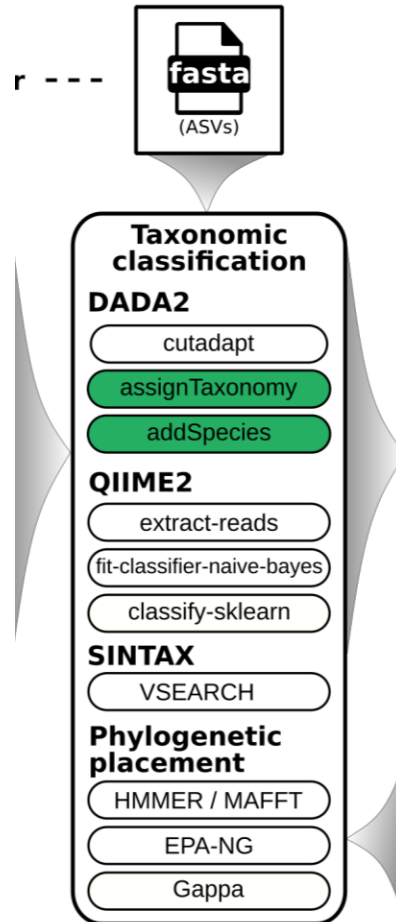 r ---
fasta
(ASVs)
Taxonomic
classification
DADA2
cutadapt
assignTaxonomy
addSpecies
QIIME2
extract-reads
fit-classifier-naive-bayes
classify-sklearn
SINTAX
VSEARCH
Phylogenetic
placement
HMMER / MAFFT
EPA-NG
Gappa